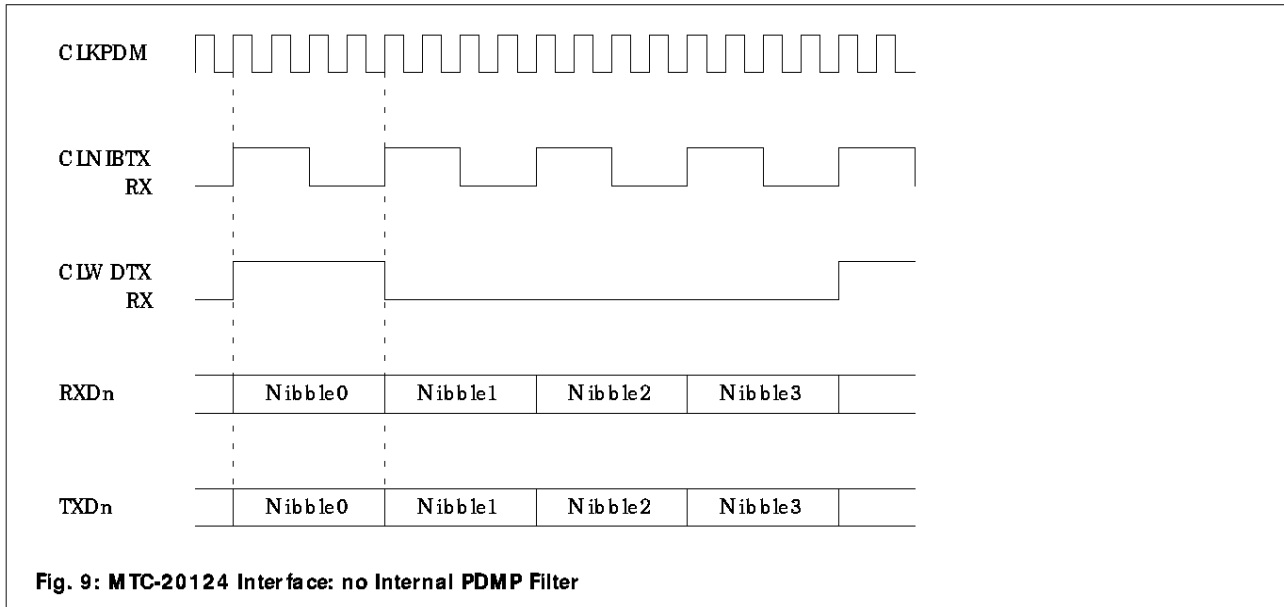 CLKPDM
CLNIBTX
RX
CLWDTX
RX
RXDn Nibble0 Nibble1 Nibble2 Nibble3
TXDn Nibble0 Nibble1 Nibble2 Nibble3
Fig. 9: MTC-20124 Interface: no Internal PDMP Filter